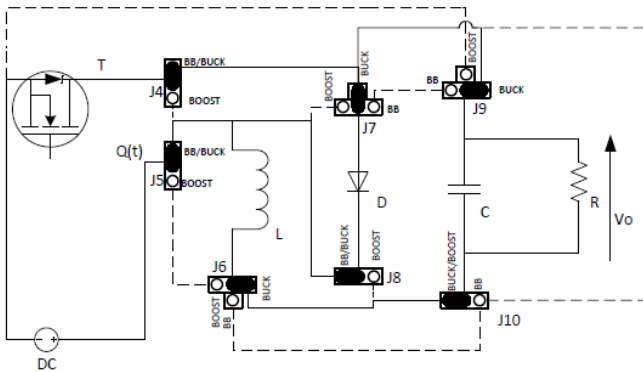 BOOST
T
BB/BUCK
BUCK
BOOST
BB
J4
BOOST
BB
J7
BUCK
J9
Q(t)
BB/BUCK
J5
BOOST
L
D
C
R
Vo
J6
BUCK
BB/BUCK
BOOST
J8
BUCK/BOOST
BB
BOOST
BB
J10
- +
DC